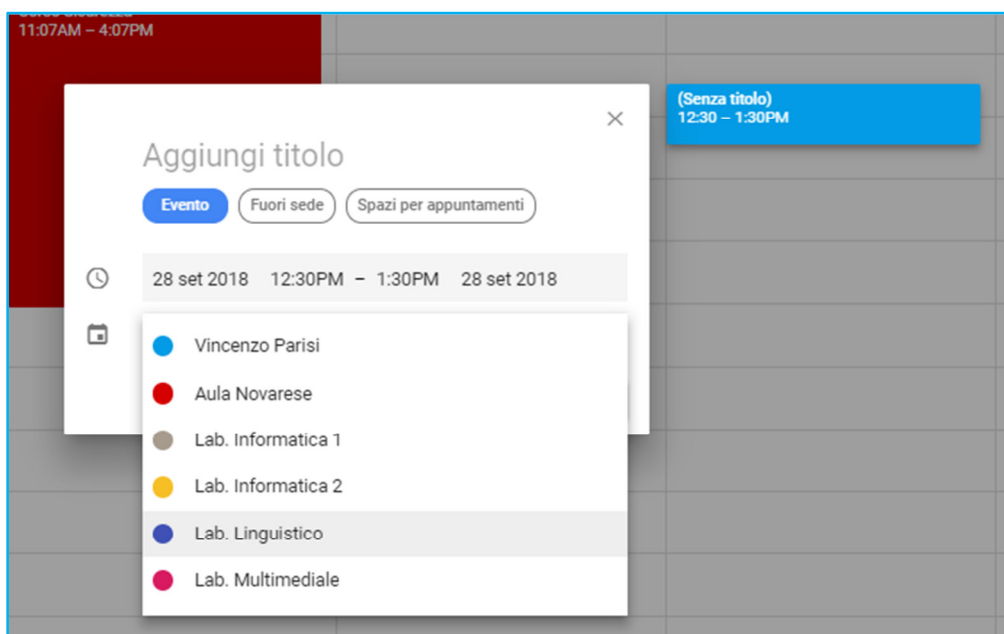 11:07AM – 4:07PM
(Senza titolo)
12:30 – 1:30PM
Aggiungi titolo
Evento Fuori sede Spazi per appuntamenti
28 set 2018 12:30PM – 1:30PM 28 set 2018
Vincenzo Parisi
Aula Novarese
Lab. Informatica 1
Lab. Informatica 2
Lab. Linguistico
Lab. Multimediale